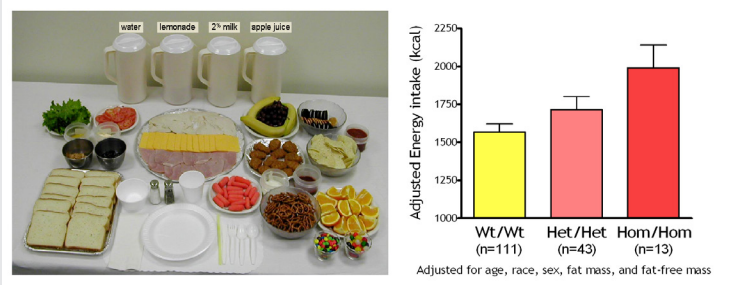 water
lemonade
2% milk
apple juice
Adjusted Energy intake (kcal)
2250
2000
1750
1500
1250
1000
Wt/Wt
(n=111)
Het/Het
(n=43)
Hom/Hom
(n=13)
Adjusted for age, race, sex, fat mass, and fat-free mass